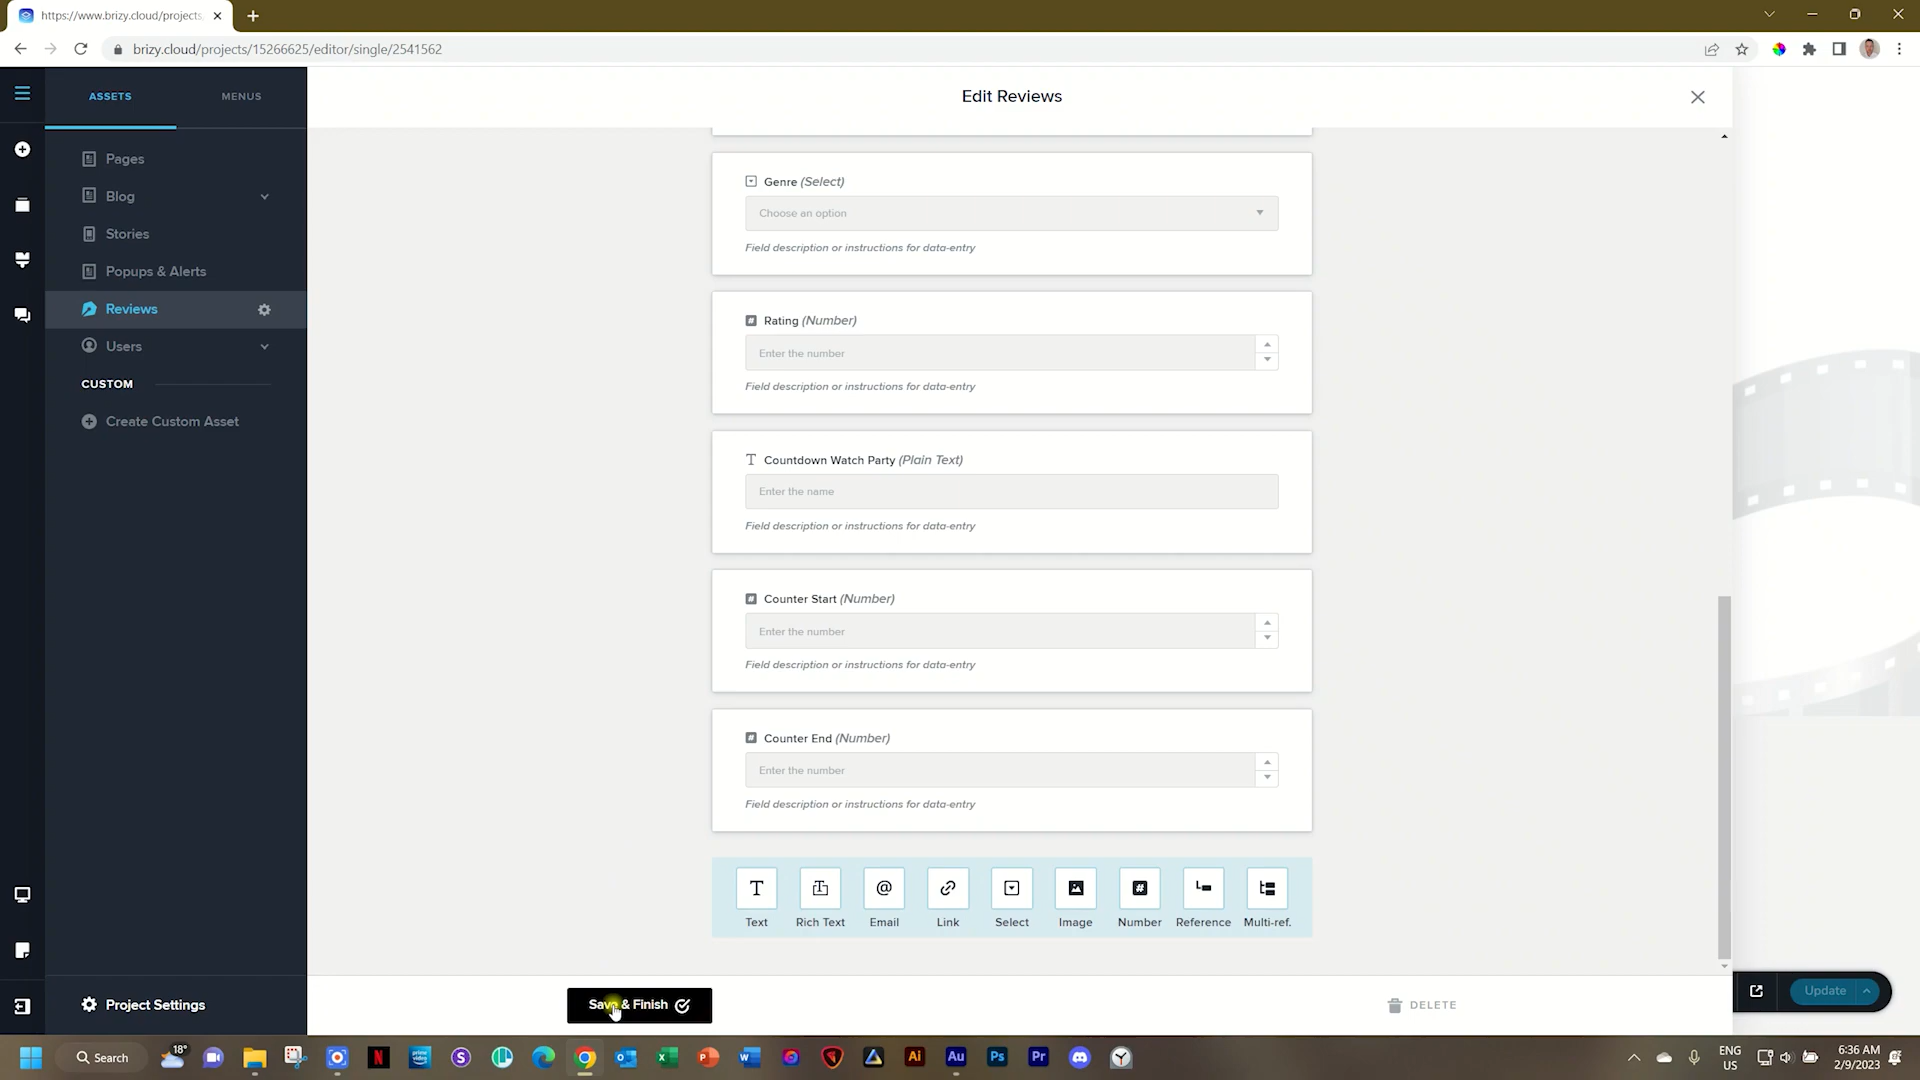 https://www.brizy.cloud/projects
brizy.cloud/projects/15266625/editor/single/2541562
ASSETS
MENUS
Pages
Blog
Stories
Popups & Alerts
Reviews
Users
CUSTOM
Create Custom Asset
Project Settings
Edit Reviews
Genre (Select)
Choose an option
Field description or instructions for data-entry
Rating (Number)
Enter the number
Field description or instructions for data-entry
Countdown Watch Party (Plain Text)
Enter the name
Field description or instructions for data-entry
Counter Start (Number)
Enter the number
Field description or instructions for data-entry
Counter End (Number)
Enter the number
Field description or instructions for data-entry
Text Rich Text Email Link Select Image Number Reference Multi-ref.
Save & Finish
DELETE
Update
18°
Search
ENG
US
6:36 AM
2/9/2023